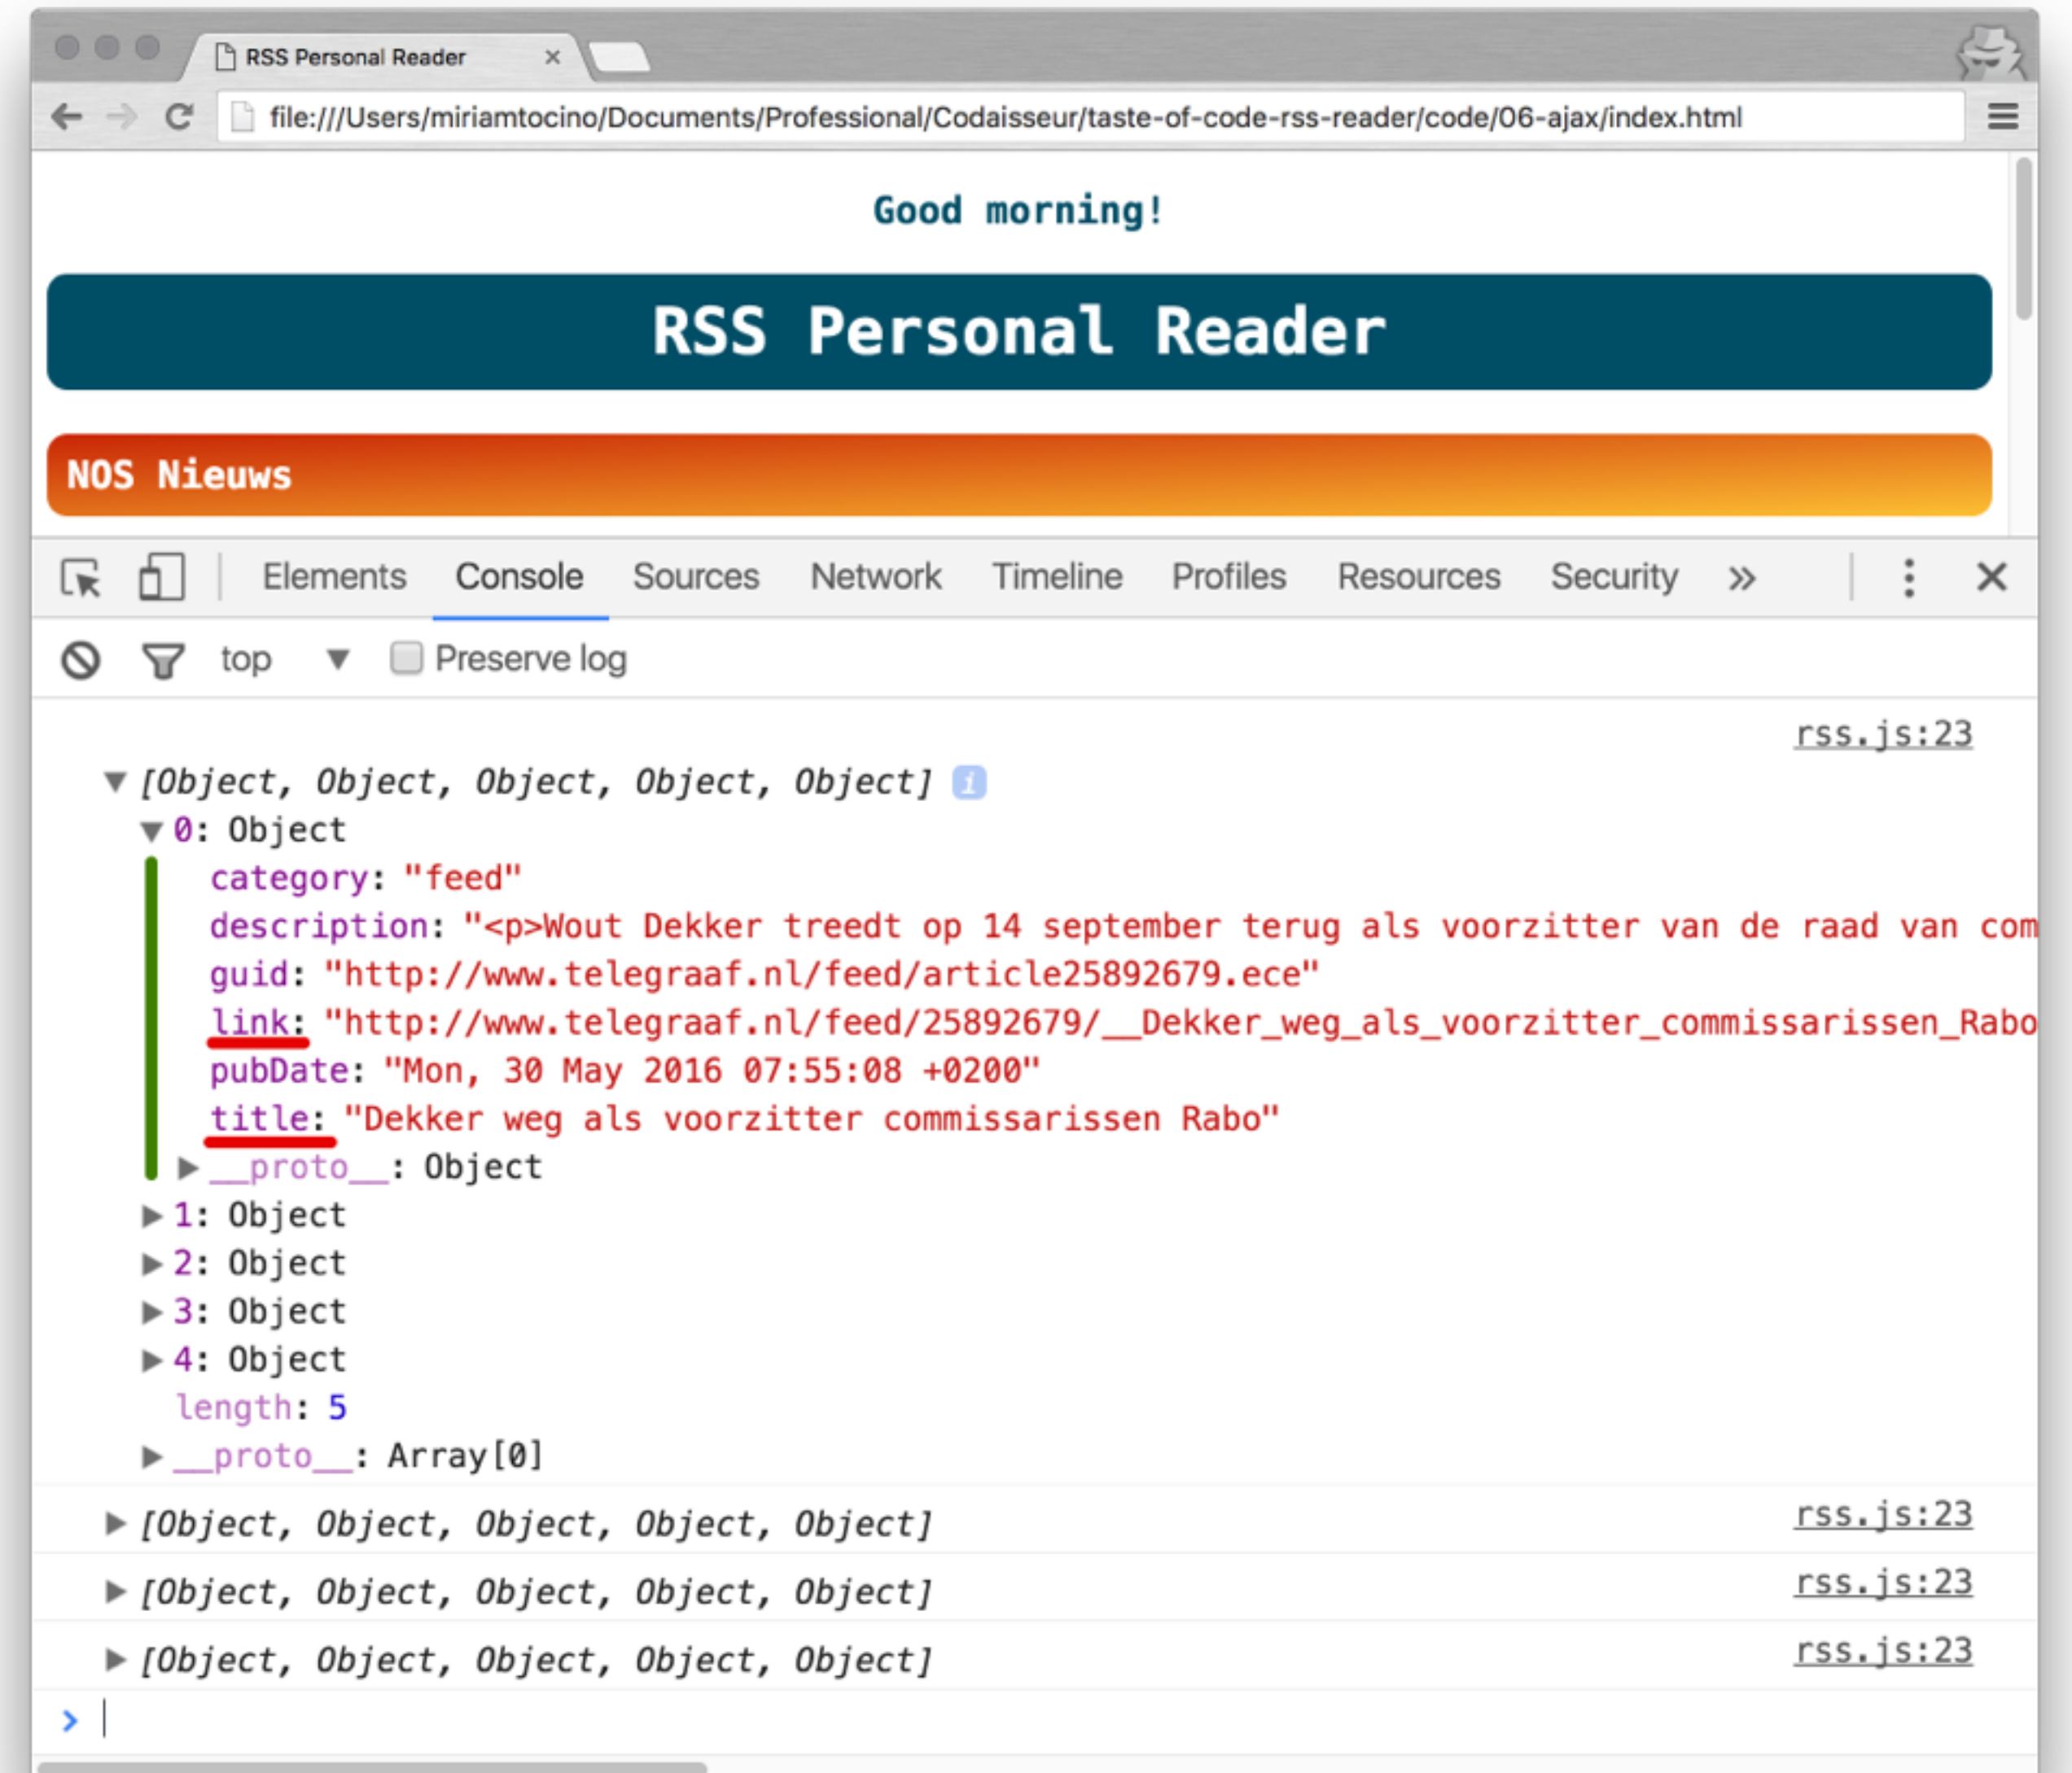 RSS Personal Reader ×
file:///Users/miriamtocino/Documents/Professional/Codaisseur/taste-of-code-rss-reader/code/06-ajax/index.html
Good morning!
RSS Personal Reader
NOS Nieuws
Elements Console Sources Network Timeline Profiles Resources Security »
top ▼ Preserve log
rss.js:23
▼ [Object, Object, Object, Object, Object] i
▼ 0: Object
category: "feed"
description: "<p>Wout Dekker treedt op 14 september terug als voorzitter van de raad van com
guid: "http://www.telegraaf.nl/feed/article25892679.ece"
link: "http://www.telegraaf.nl/feed/25892679/__Dekker_weg_als_voorzitter_commissarissen_Rabo
pubDate: "Mon, 30 May 2016 07:55:08 +0200"
title: "Dekker weg als voorzitter commissarissen Rabo"
▶ __proto__: Object
▶ 1: Object
▶ 2: Object
▶ 3: Object
▶ 4: Object
length: 5
▶ __proto__: Array[0]
▶ [Object, Object, Object, Object, Object] rss.js:23
▶ [Object, Object, Object, Object, Object] rss.js:23
▶ [Object, Object, Object, Object, Object] rss.js:23
>